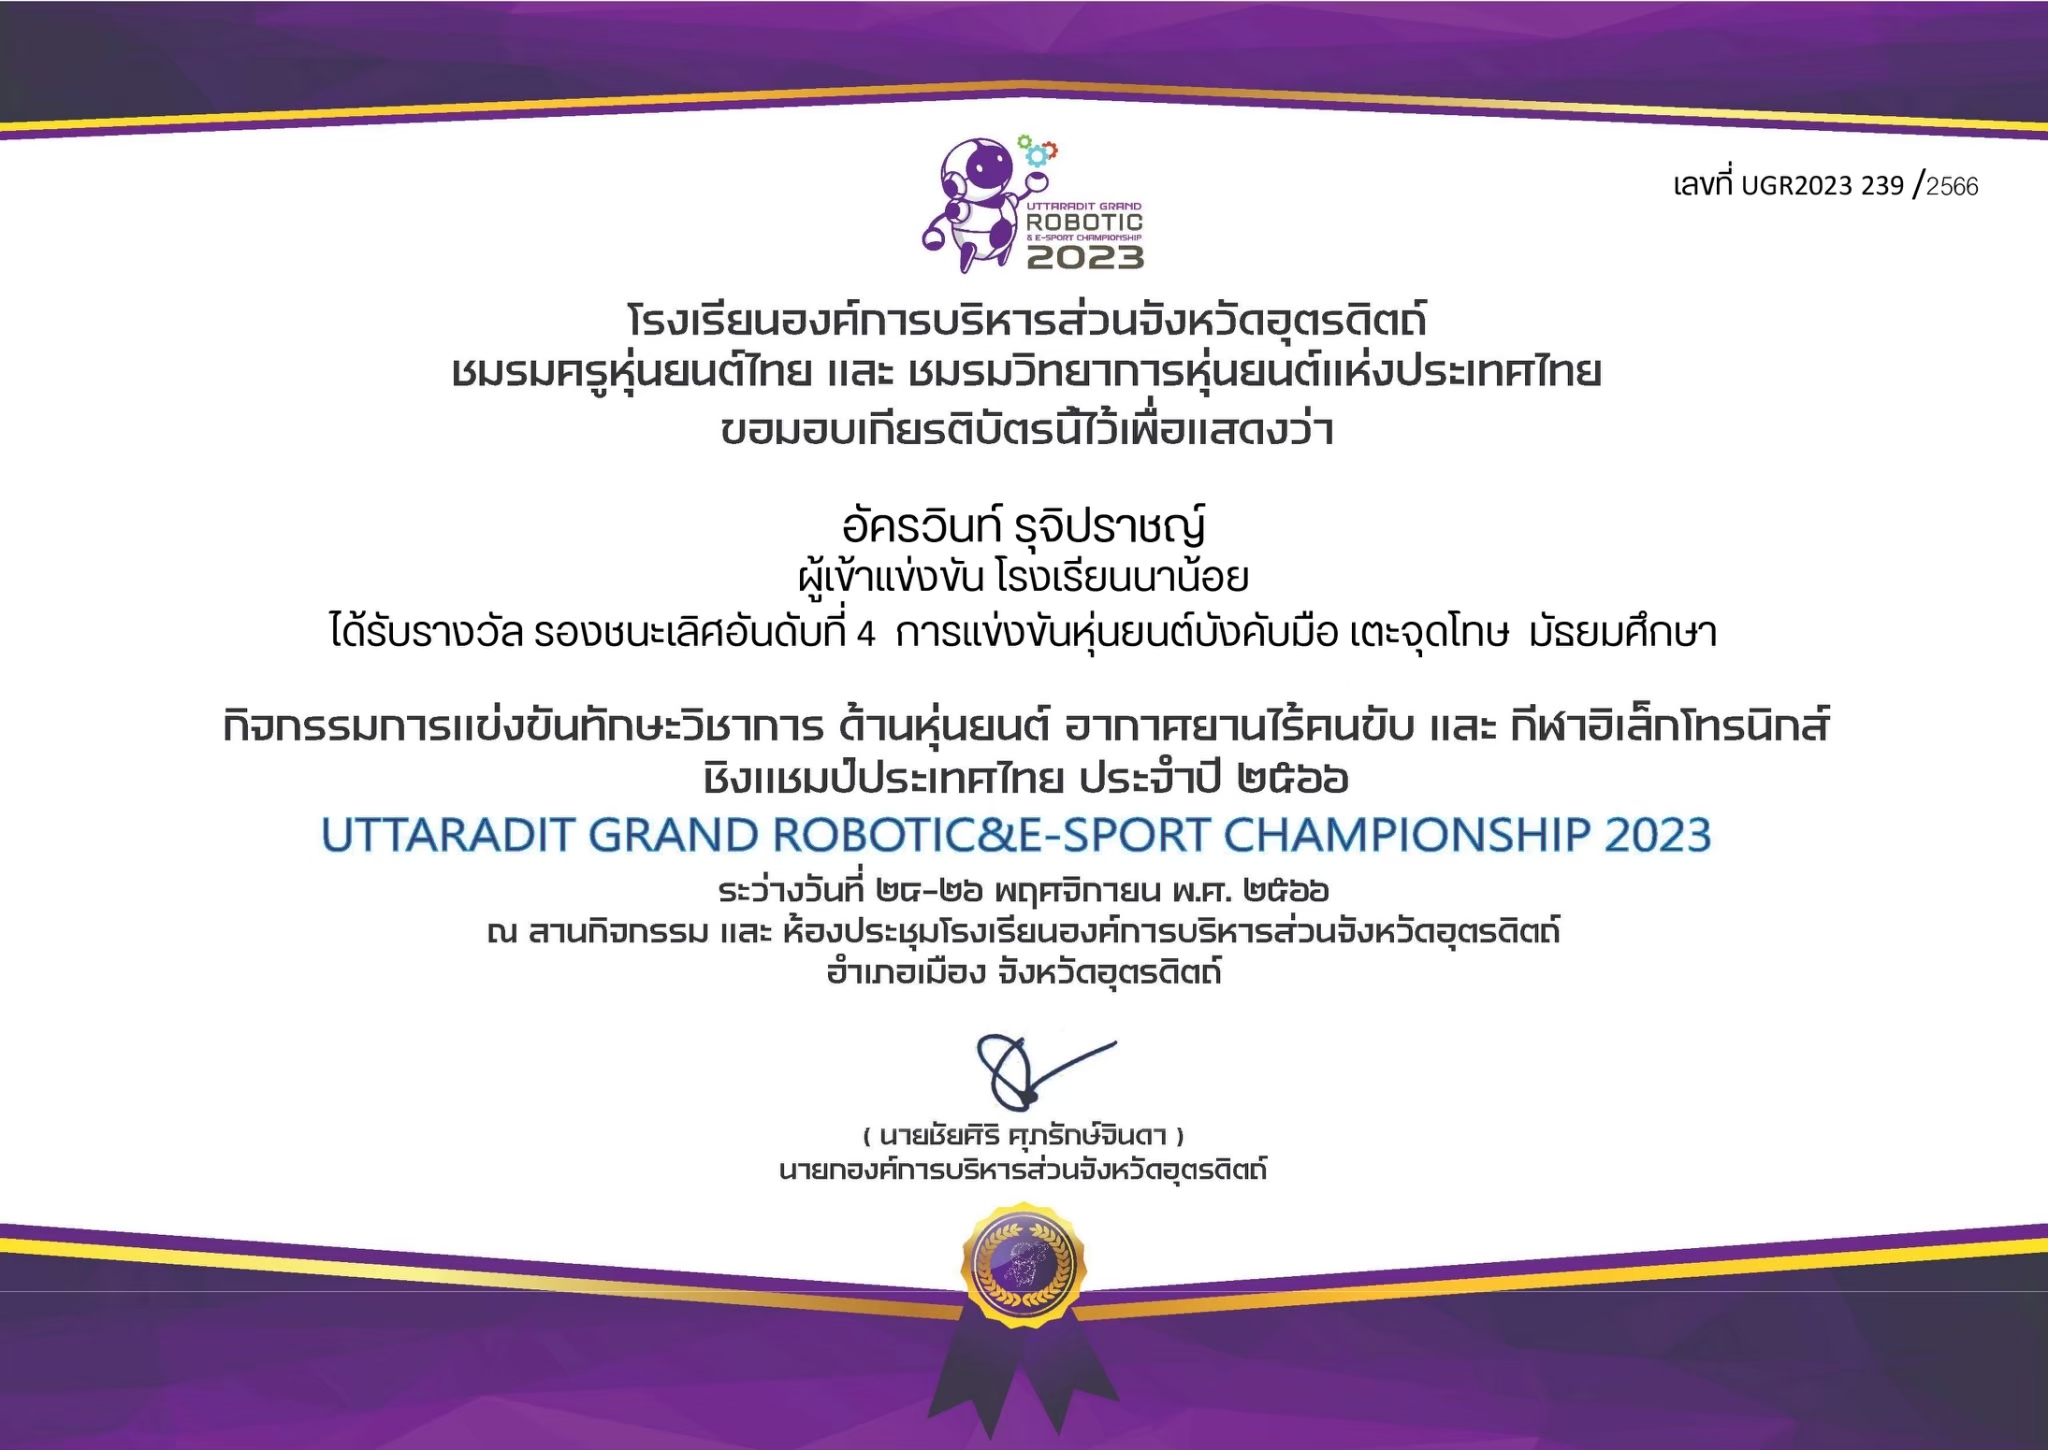 UTTARADIT GRAND
ROBOTIC
& E-SPORT CHAMPIONSHIP
2023
เลขที่ UGR2023 239 /2566
โรงเรียนองค์การบริหารส่วนจังหวัดอุตรดิตถ์
ชมรมครูหุ่นยนต์ไทย และ ชมรมวิทยาการหุ่นยนต์แห่งประเทศไทย
ขอมอบเกียรติบัตรนี้ไว้เพื่อแสดงว่า
อัครวินท์ รุจิปราชญ์
ผู้เข้าแข่งขัน โรงเรียนนาน้อย
ได้รับรางวัล รองชนะเลิศอันดับที่ 4 การแข่งขันหุ่นยนต์บังคับมือ เตะจุดโทษ มัธยมศึกษา
กิจกรรมการแข่งขันทักษะวิชาการ ด้านหุ่นยนต์ อากาศยานไร้คนขับ และ กีฬาอิเล็กโทรนิกส์
ชิงแชมป์ประเทศไทย ประจำปี ๒๕๖๖
UTTARADIT GRAND ROBOTIC&E-SPORT CHAMPIONSHIP 2023
ระว่างวันที่ ๒๔-๒๖ พฤศจิกายน พ.ศ. ๒๕๖๖
ณ ลานกิจกรรม และ ห้องประชุมโรงเรียนองค์การบริหารส่วนจังหวัดอุตรดิตถ์
อำเภอเมือง จังหวัดอุตรดิตถ์
( นายชัยศิริ ศุภรักษ์จินดา )
นายกองค์การบริหารส่วนจังหวัดอุตรดิตถ์